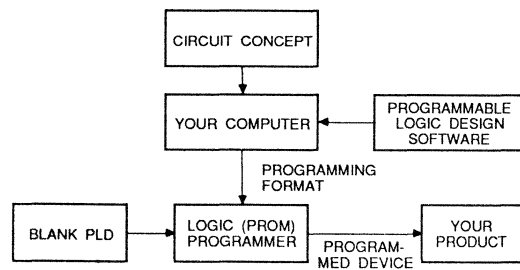 CIRCUIT CONCEPT
YOUR COMPUTER
PROGRAMMABLE
LOGIC DESIGN
SOFTWARE
PROGRAMMING
FORMAT
BLANK PLD
LOGIC (PROM)
PROGRAMMER
PROGRAM-
MED DEVICE
YOUR
PRODUCT